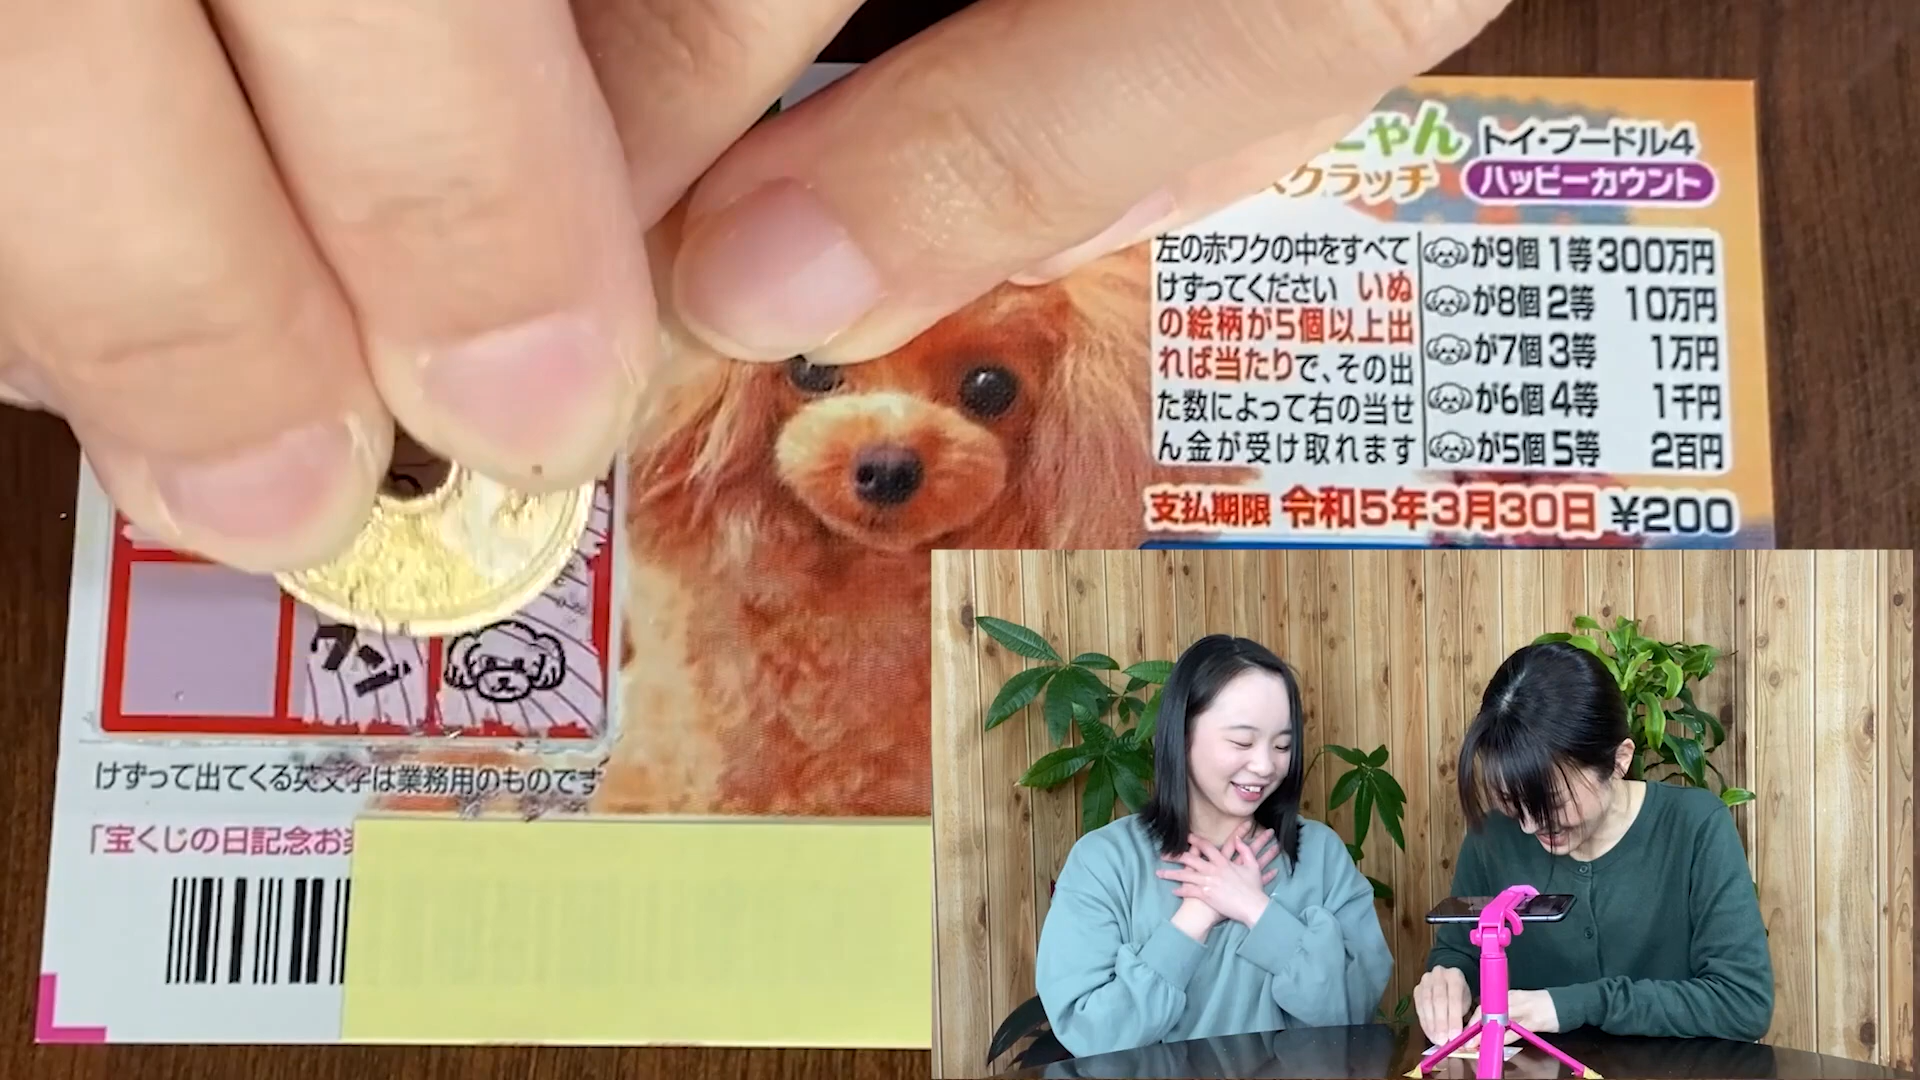 にゃん
スクラッチ
トイ・プードル4
ハッピーカウント
左の赤ワクの中をすべて
けずってください いぬ
の絵柄が5個以上出
れば当たりで、その出
た数によって右の当せ
ん金が受け取れます
が9個 1等 300万円
が8個 2等 10万円
が7個 3等 1万円
が6個 4等 1千円
が5個 5等 2百円
支払期限 令和5年3月30日 ¥200
ワン
けずって出てくる英文字は業務用のものです
「宝くじの日記念お